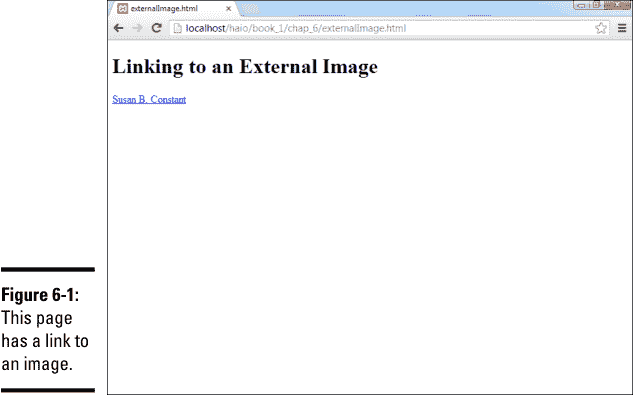 externalImage.html
localhost/haio/book_1/chap_6/externalImage.html
Linking to an External Image
Susan B. Constant
Figure 6-1:
This page
has a link to
an image.